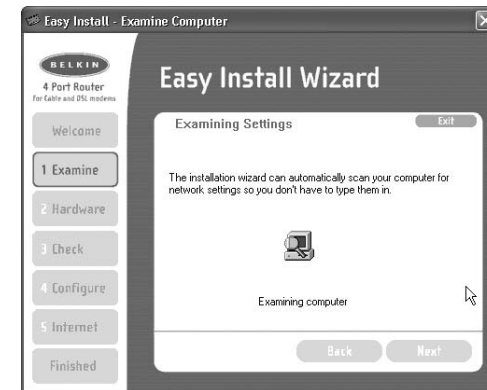 Easy Install - Examine Computer
BELKIN
4 Port Router
for Cable and DSL modems
Easy Install Wizard
Welcome
1 Examine
2 Hardware
3 Check
4 Configure
5 Internet
Finished
Examining Settings
Exit
The installation wizard can automatically scan your computer for
network settings so you don't have to type them in.
Examining computer
Back
Next